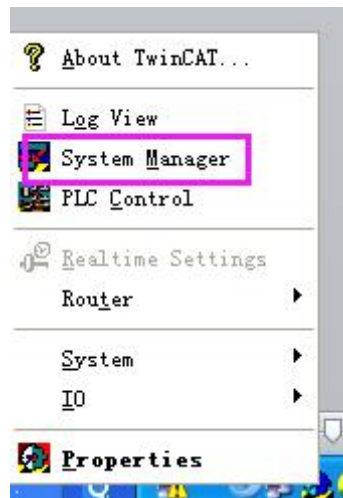 About TwinCAT...
Log View
System Manager
PLC Control
Realtime Settings
Router
System
IO
Properties